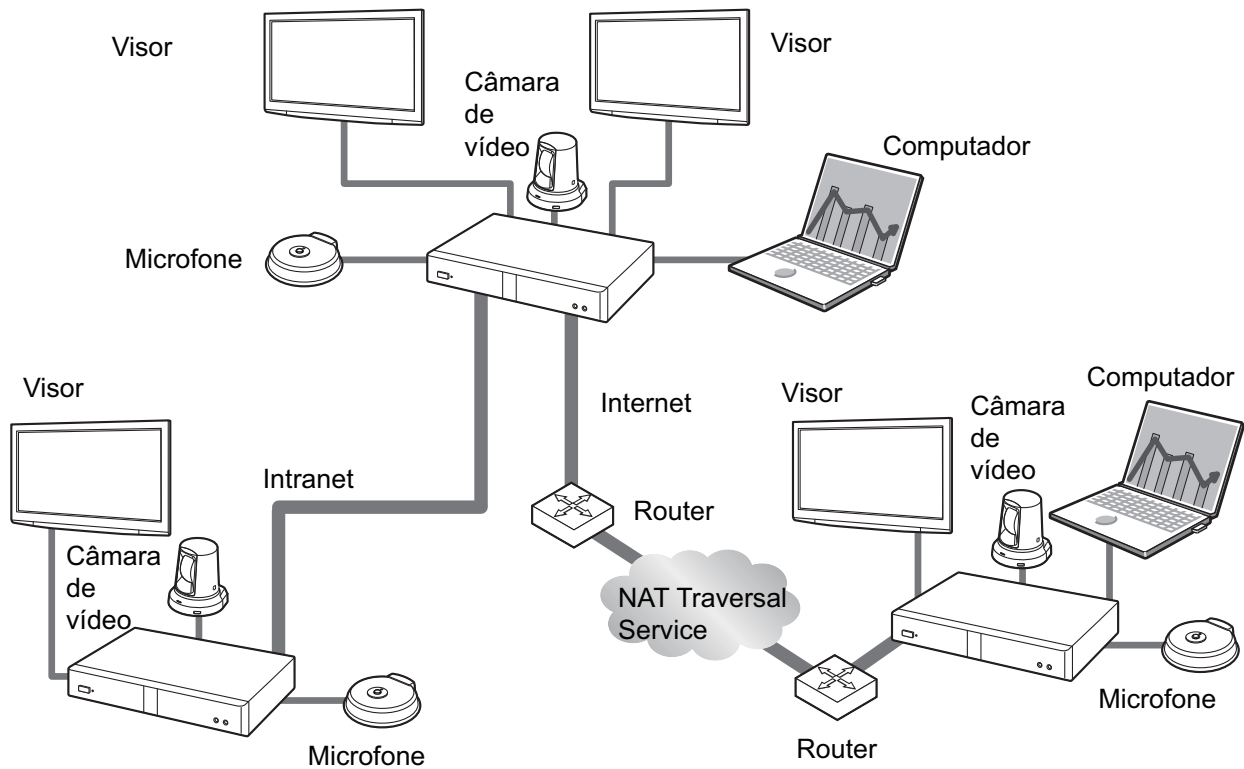 Visor
Visor
Câmara
de
vídeo
Computador
Microfone
Visor
Internet
Visor
Câmara
de
vídeo
Computador
Intranet
Router
Câmara
de
vídeo
NAT Traversal
Service
Microfone
Router
Microfone